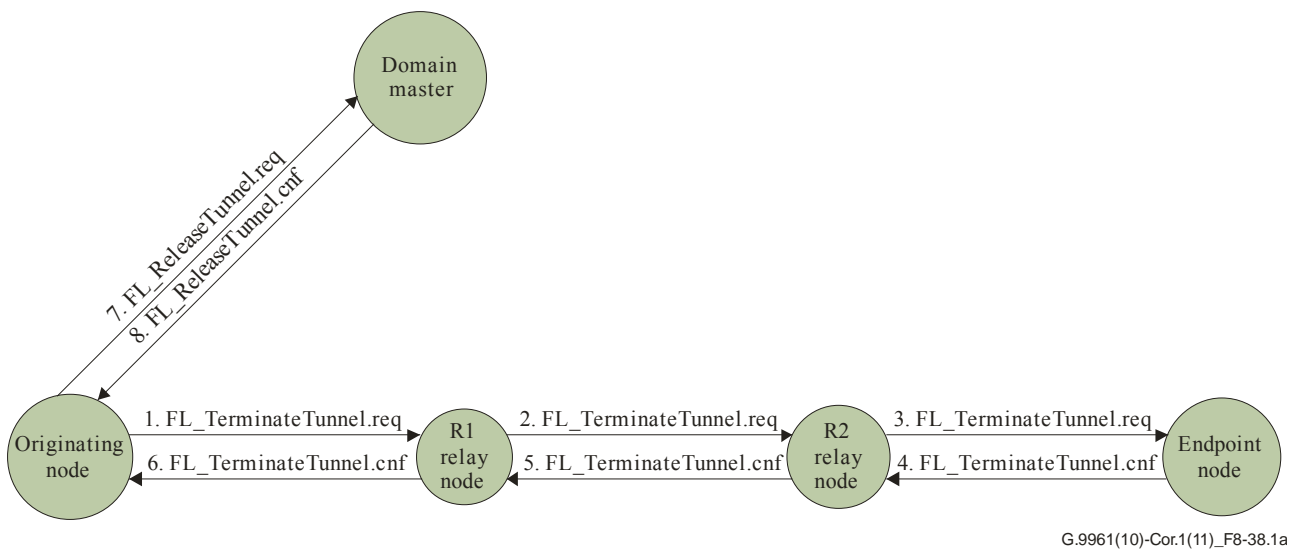 Domain
master
7. FL_ReleaseTunnel.req
8. FL_ReleaseTunnel.cnf
Originating
node
1. FL_TerminateTunnel.req
6. FL_TerminateTunnel.cnf
R1
relay
node
2. FL_TerminateTunnel.req
5. FL_TerminateTunnel.cnf
R2
relay
node
3. FL_TerminateTunnel.req
4. FL_TerminateTunnel.cnf
Endpoint
node
G.9961(10)-Cor.1(11)_F8-38.1a